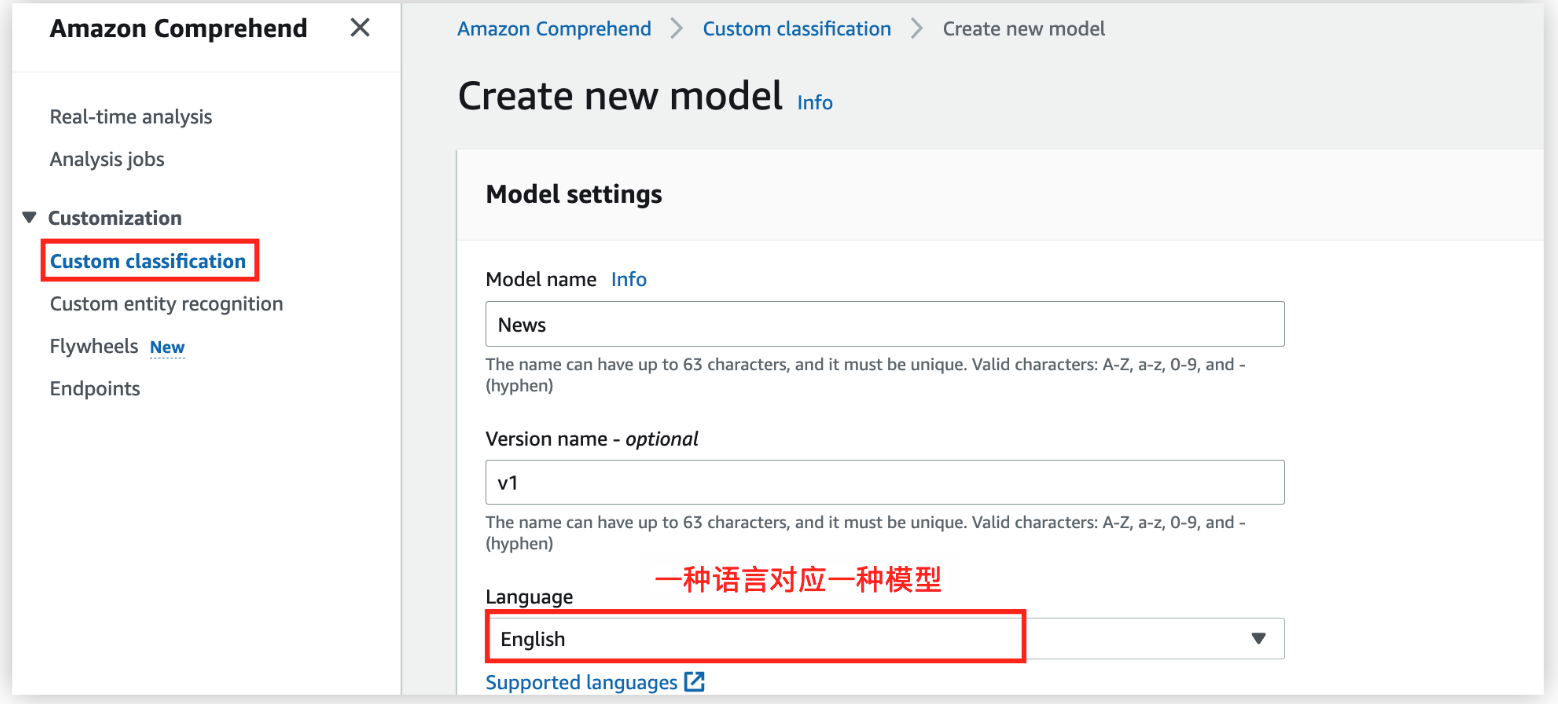 Amazon Comprehend
Real-time analysis
Analysis jobs
Customization
Custom classification
Custom entity recognition
Flywheels New
Endpoints
Amazon Comprehend > Custom classification > Create new model
Create new model Info
Model settings
Model name Info
News
The name can have up to 63 characters, and it must be unique. Valid characters: A-Z, a-z, 0-9, and -
(hyphen)
Version name - optional
v1
The name can have up to 63 characters, and it must be unique. Valid characters: A-Z, a-z, 0-9, and -
(hyphen)
一种语言对应一种模型
Language
English
Supported languages